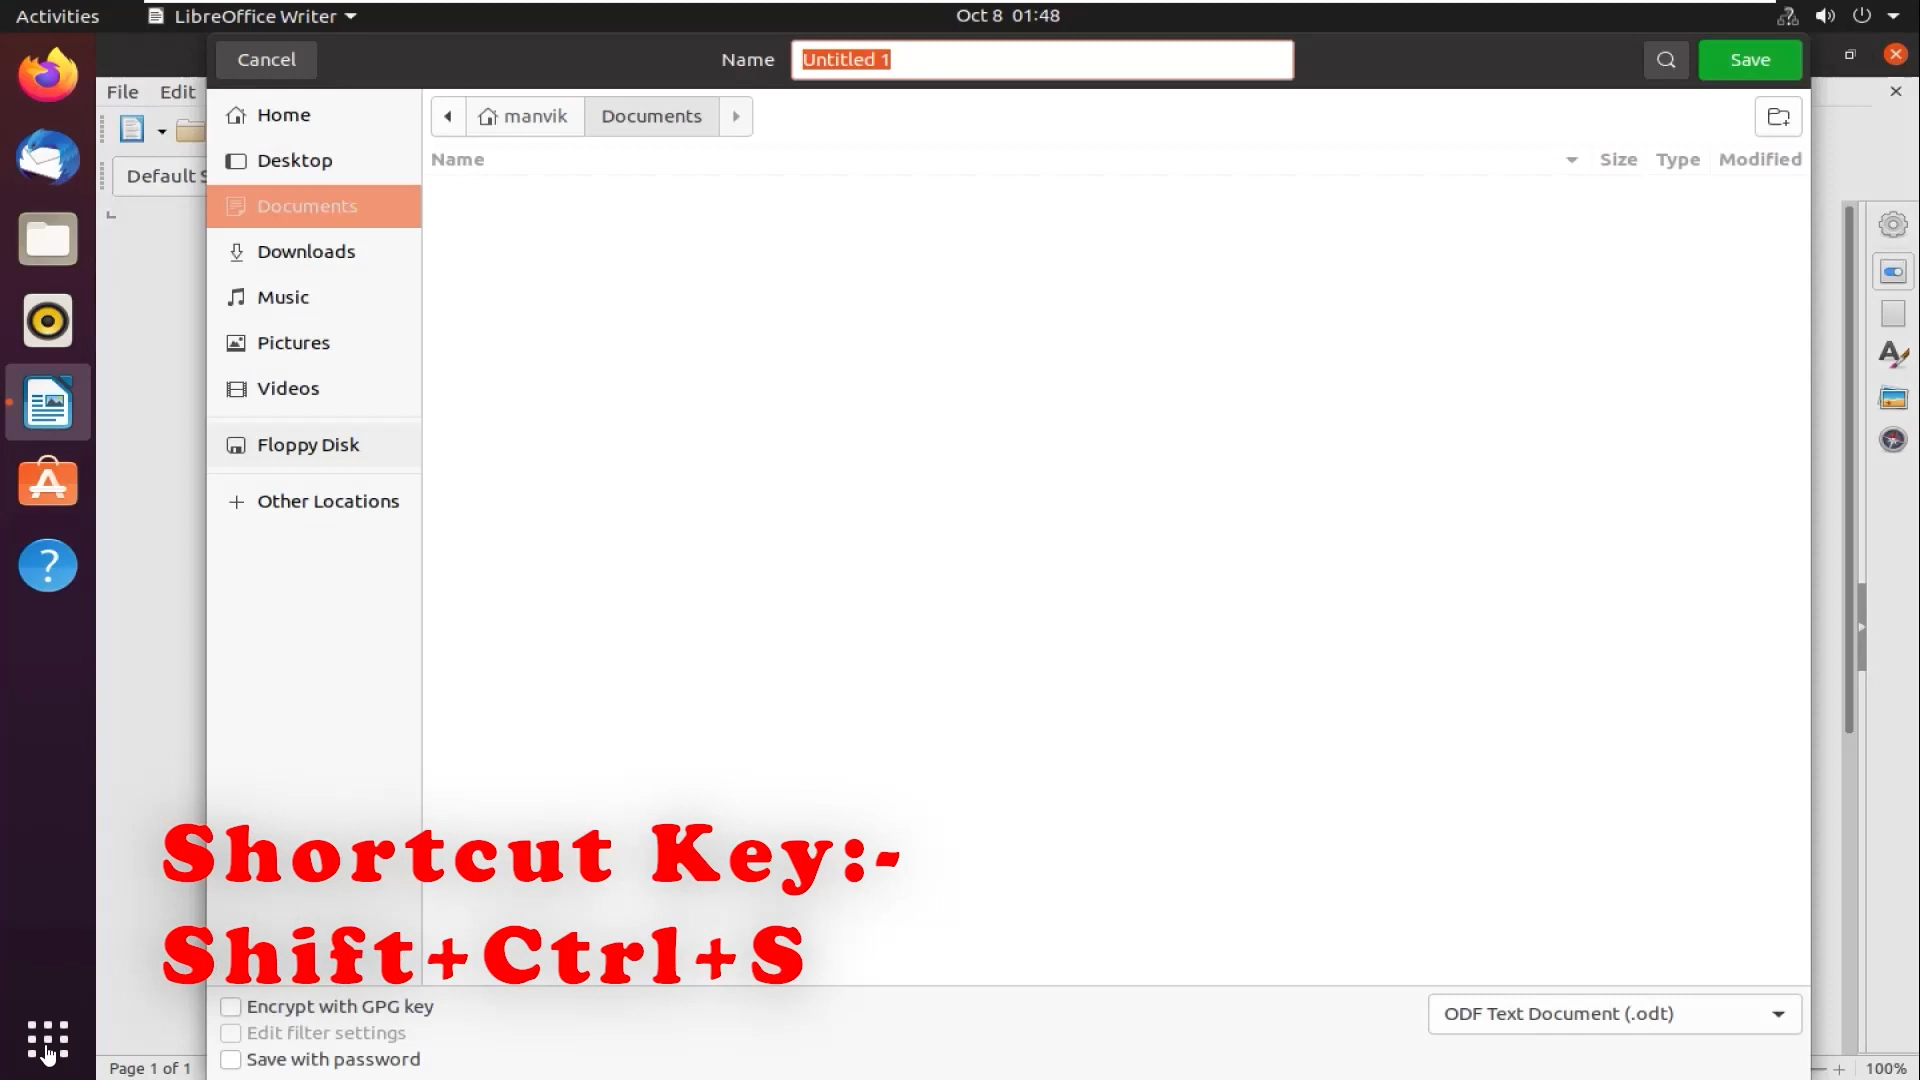 Activities
LibreOffice Writer
Oct 8 01:48
Cancel
Name
Untitled 1
Save
File
Edit
Home
manvik
Documents
Desktop
Name
Size
Type
Modified
Default S
Documents
Downloads
Music
Pictures
Videos
Floppy Disk
Other Locations
Shortcut Key:-
Shift+Ctrl+S
Encrypt with GPG key
ODF Text Document (.odt)
Edit filter settings
Save with password
Page 1 of 1
100%